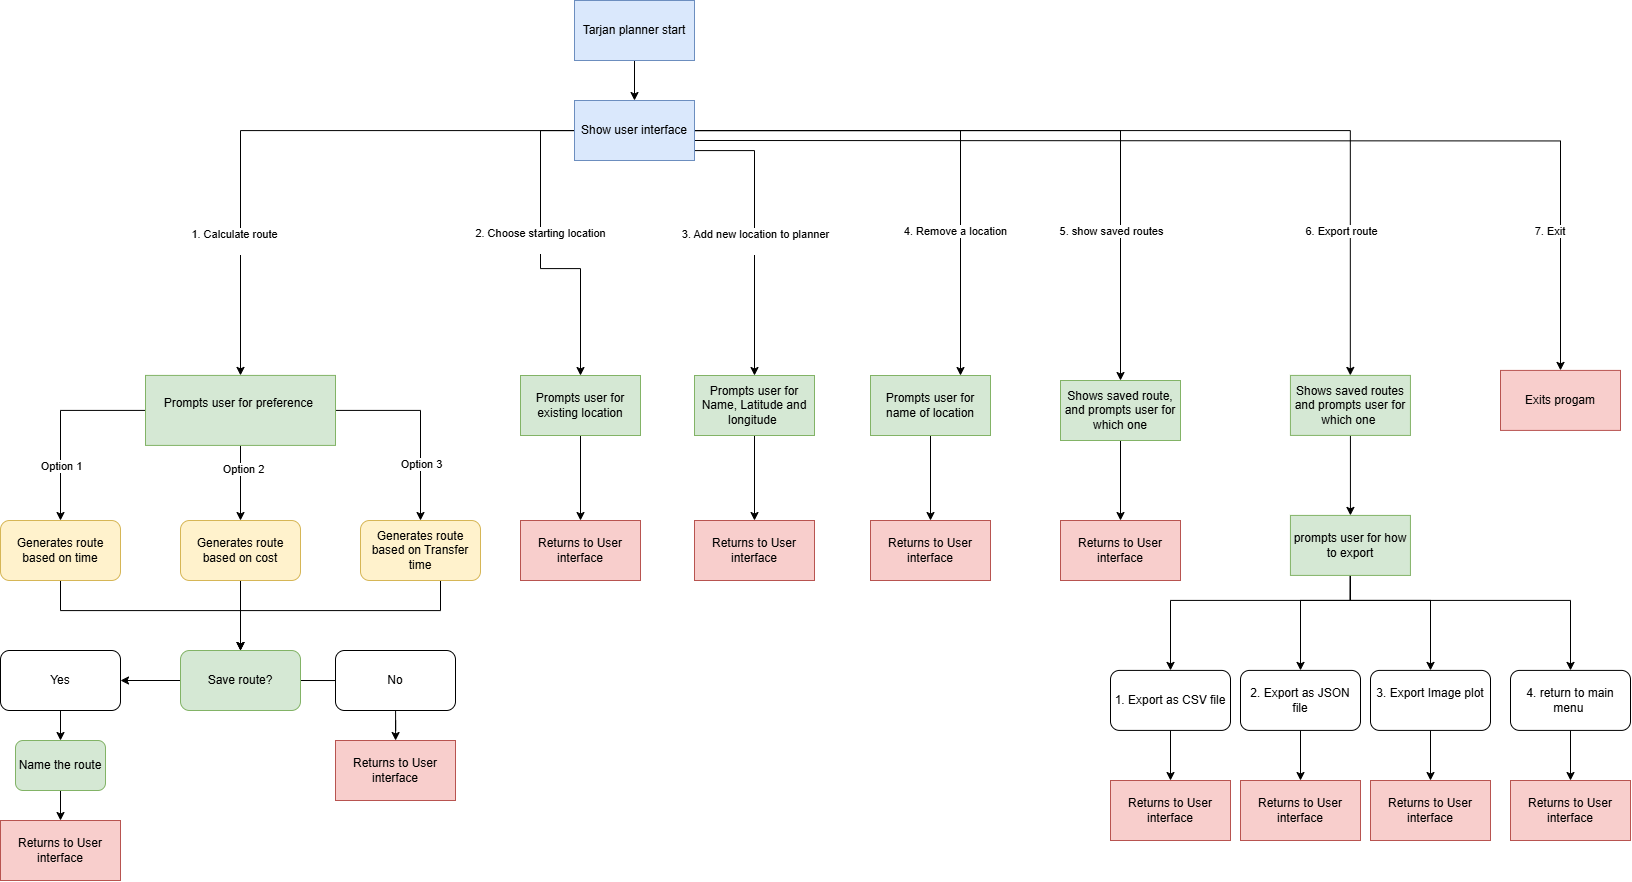 Tarjan planner start
Show user interface
1. Calculate route
2. Choose starting location
3. Add new location to planner
4. Remove a location
5. show saved routes
6. Export route
7. Exit
Prompts user for preference
Prompts user for
existing location
Prompts user for
Name, Latitude and
longitude
Prompts user for
name of location
Shows saved route,
and prompts user for
which one
Shows saved routes
and prompts user for
which one
Exits progam
Option 1
Option 2
Option 3
Generates route
based on time
Generates route
based on cost
Generates route
based on Transfer
time
Returns to User
interface
Returns to User
interface
Returns to User
interface
Returns to User
interface
prompts user for how
to export
Yes
Save route?
No
1. Export as CSV file
2. Export as JSON
file
3. Export Image plot
4. return to main
menu
Name the route
Returns to User
interface
Returns to User
interface
Returns to User
interface
Returns to User
interface
Returns to User
interface
Returns to User
interface